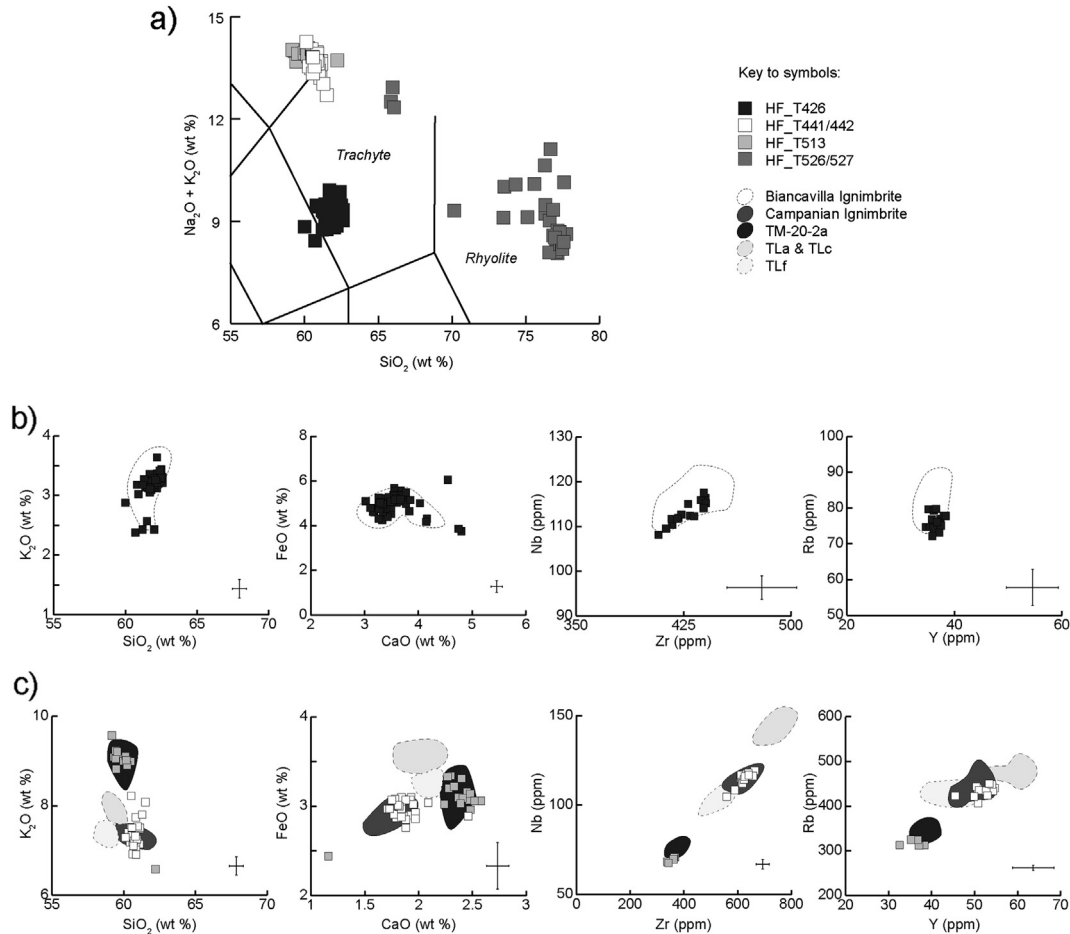 a)
15
12
9
6
Na2O + K2O (wt %)
Trachyte
Rhyolite
55 60 65 70 75 80
SiO2 (wt %)
Key to symbols:
HF_T426
HF_T441/442
HF_T513
HF_T526/527
Biancavilla Ignimbrite
Campanian Ignimbrite
TM-20-2a
TLa & TLc
TLf
b)
4
3
2
1
K2O (wt %)
55 60 65 70
SiO2 (wt %)
8
6
4
2
0
FeO (wt %)
2 3 4 5 6
CaO (wt %)
130
120
110
100
90
Nb (ppm)
350 425 500
Zr (ppm)
100
90
80
70
60
50
Rb (ppm)
20 40 60
Y (ppm)
c)
10
8
6
K2O (wt %)
55 60 65 70
SiO2 (wt %)
4
3
2
FeO (wt %)
1 2 3
CaO (wt %)
150
100
50
Nb (ppm)
0 200 400 600 800
Zr (ppm)
600
500
400
300
200
Rb (ppm)
20 30 40 50 60 70
Y (ppm)